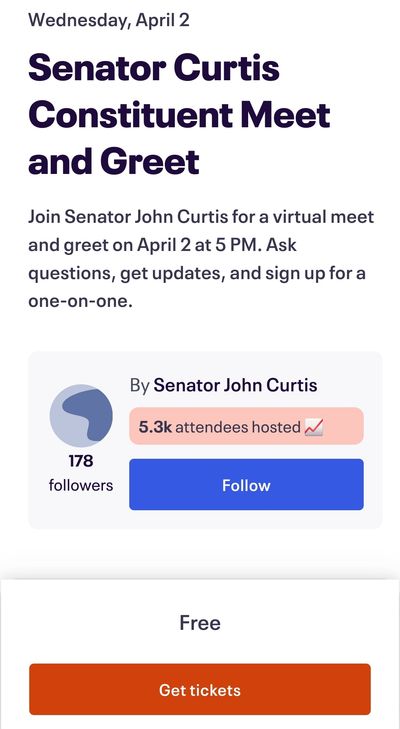 Wednesday, April 2
Senator Curtis
Constituent Meet
and Greet
Join Senator John Curtis for a virtual meet
and greet on April 2 at 5 PM. Ask
questions, get updates, and sign up for a
one-on-one.
By Senator John Curtis
5.3k attendees hosted 📈
178
followers
Follow
Free
Get tickets